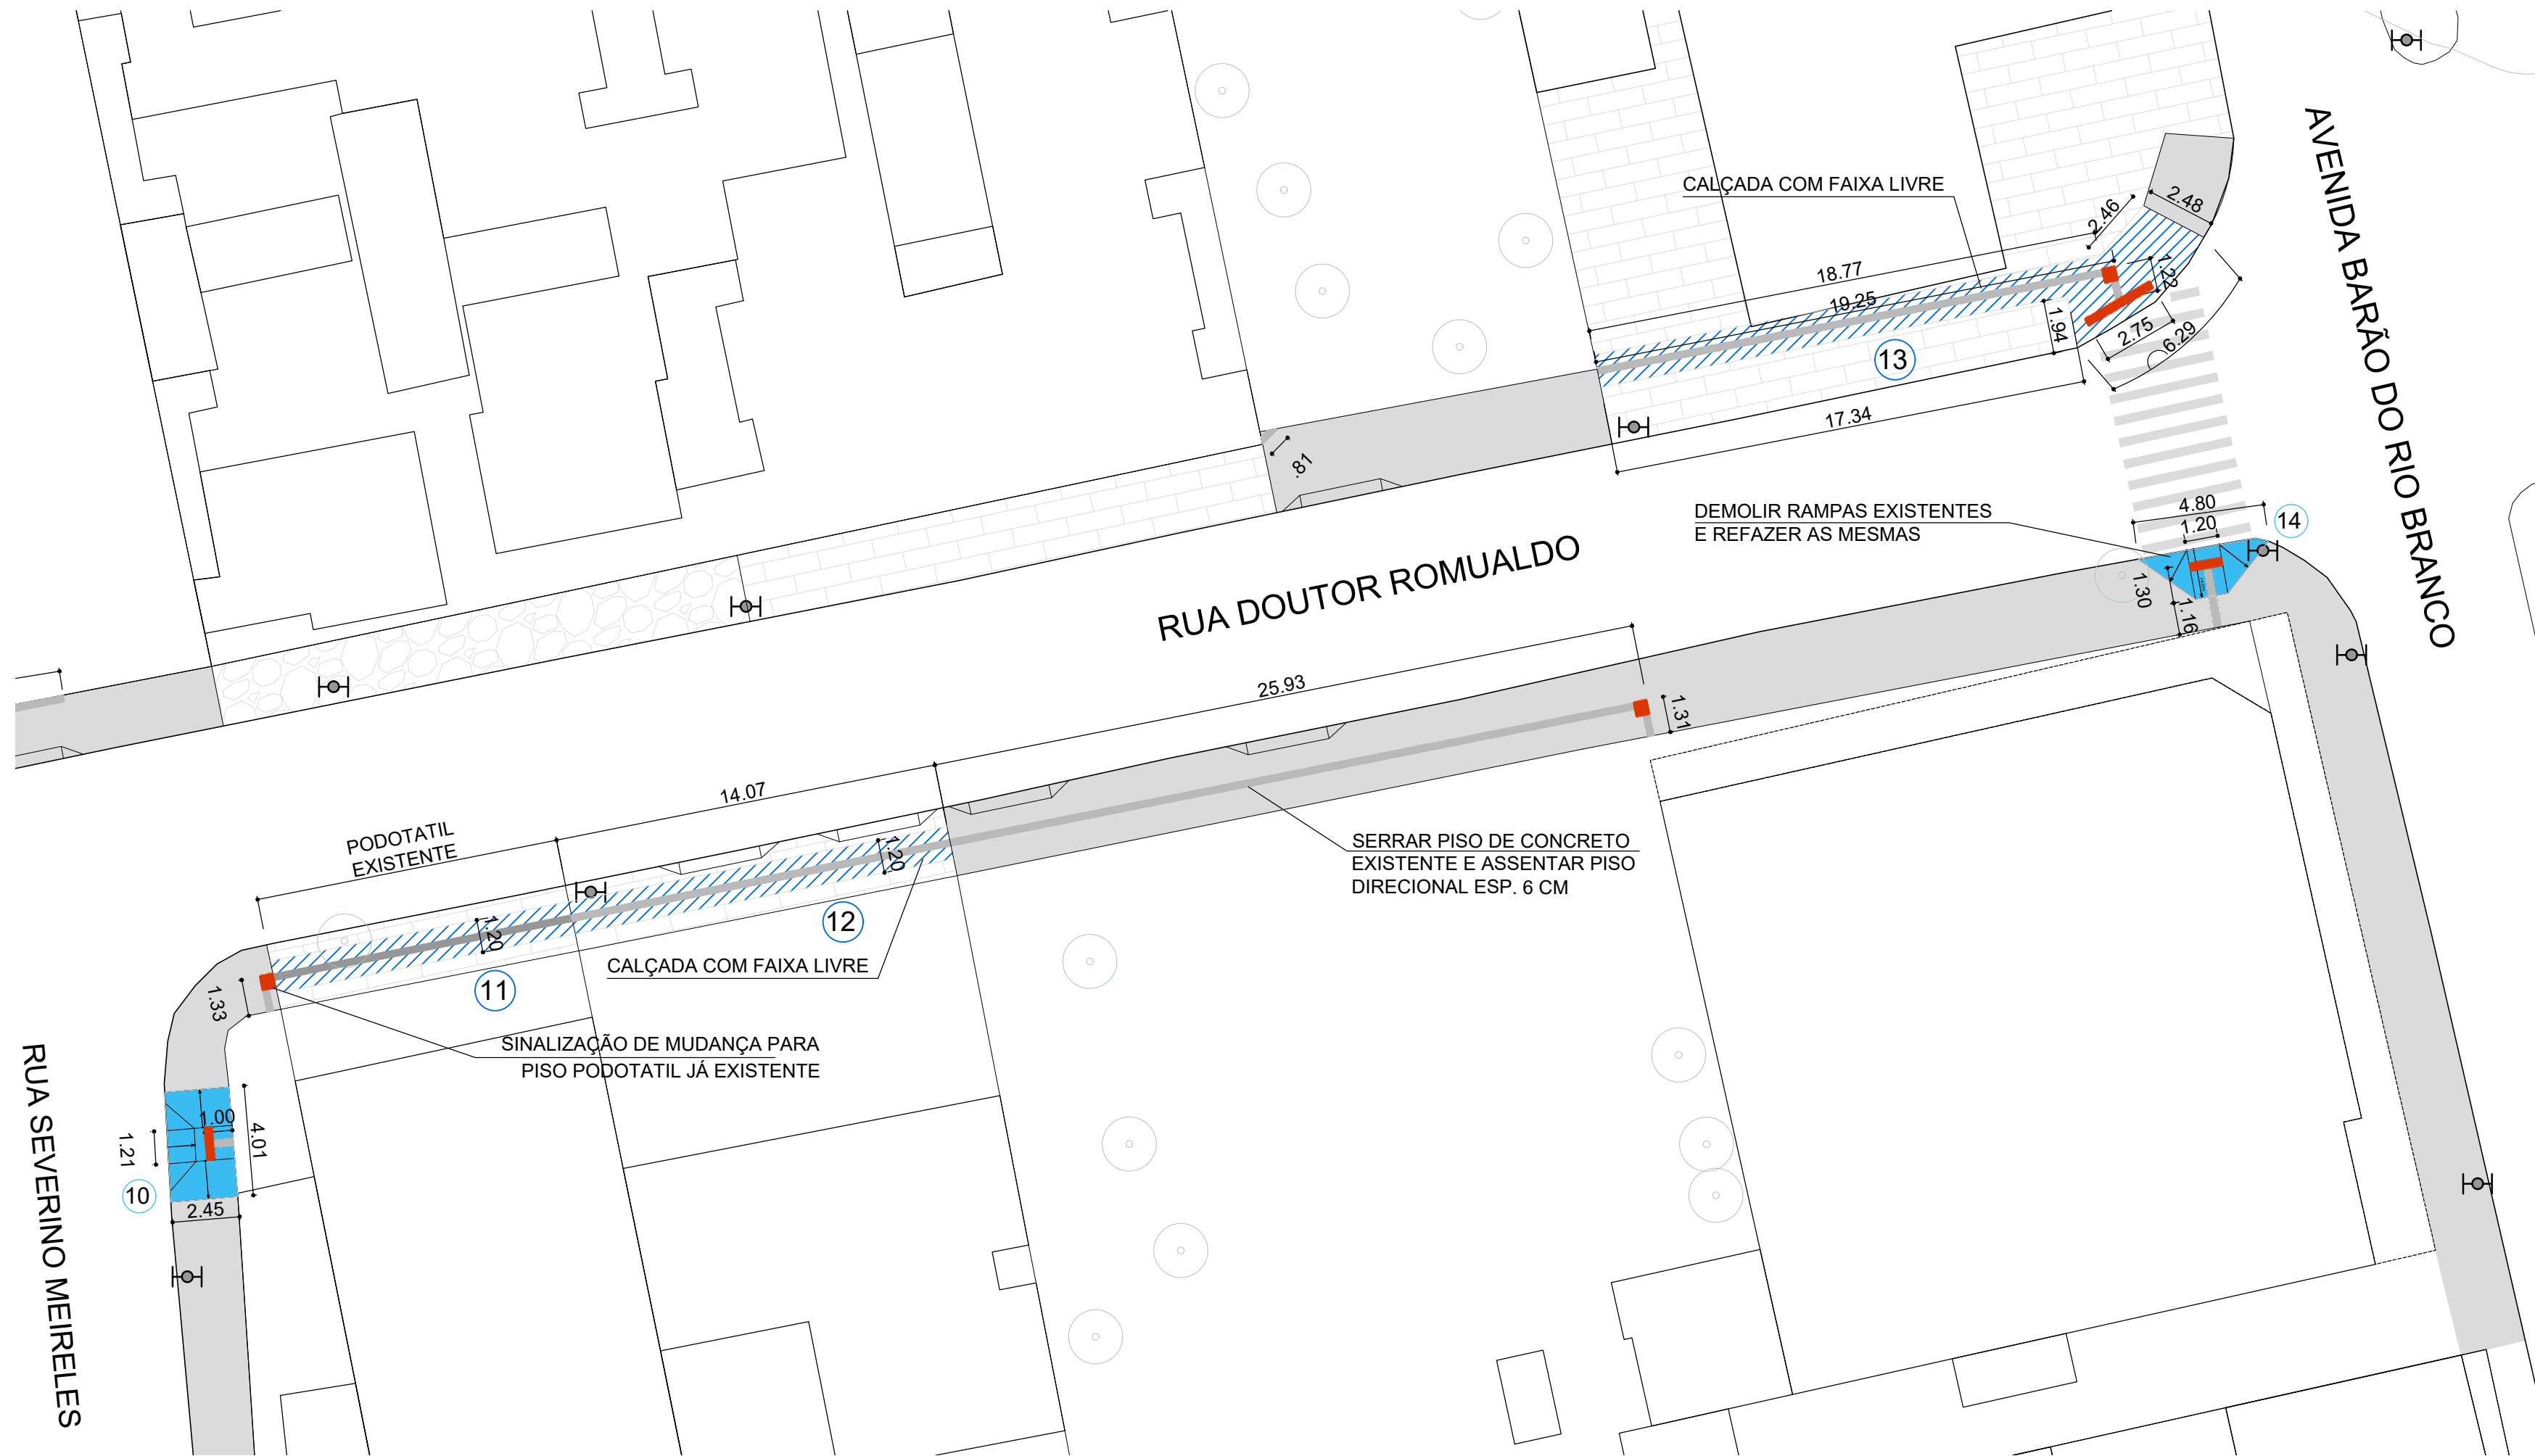 AVENIDA BARÃO DO RIO BRANCO
CALÇADA COM FAIXA LIVRE
2.46
2.48
18.77
19.25
1.22
1.94
2.75
6.29
13
17.34
.81
DEMOLIR RAMPAS EXISTENTES
E REFAZER AS MESMAS
4.80
1.20
14
1.30
1.16
RUA DOUTOR ROMUALDO
25.93
1.31
14.07
PODOTATIL
EXISTENTE
1.20
SERRAR PISO DE CONCRETO
EXISTENTE E ASSENTAR PISO
DIRECIONAL ESP. 6 CM
12
1.20
CALÇADA COM FAIXA LIVRE
11
1.33
SINALIZAÇÃO DE MUDANÇA PARA
PISO PODOTATIL JÁ EXISTENTE
RUA SEVERINO MEIRELES
1.00
4.01
1.21
10
2.45